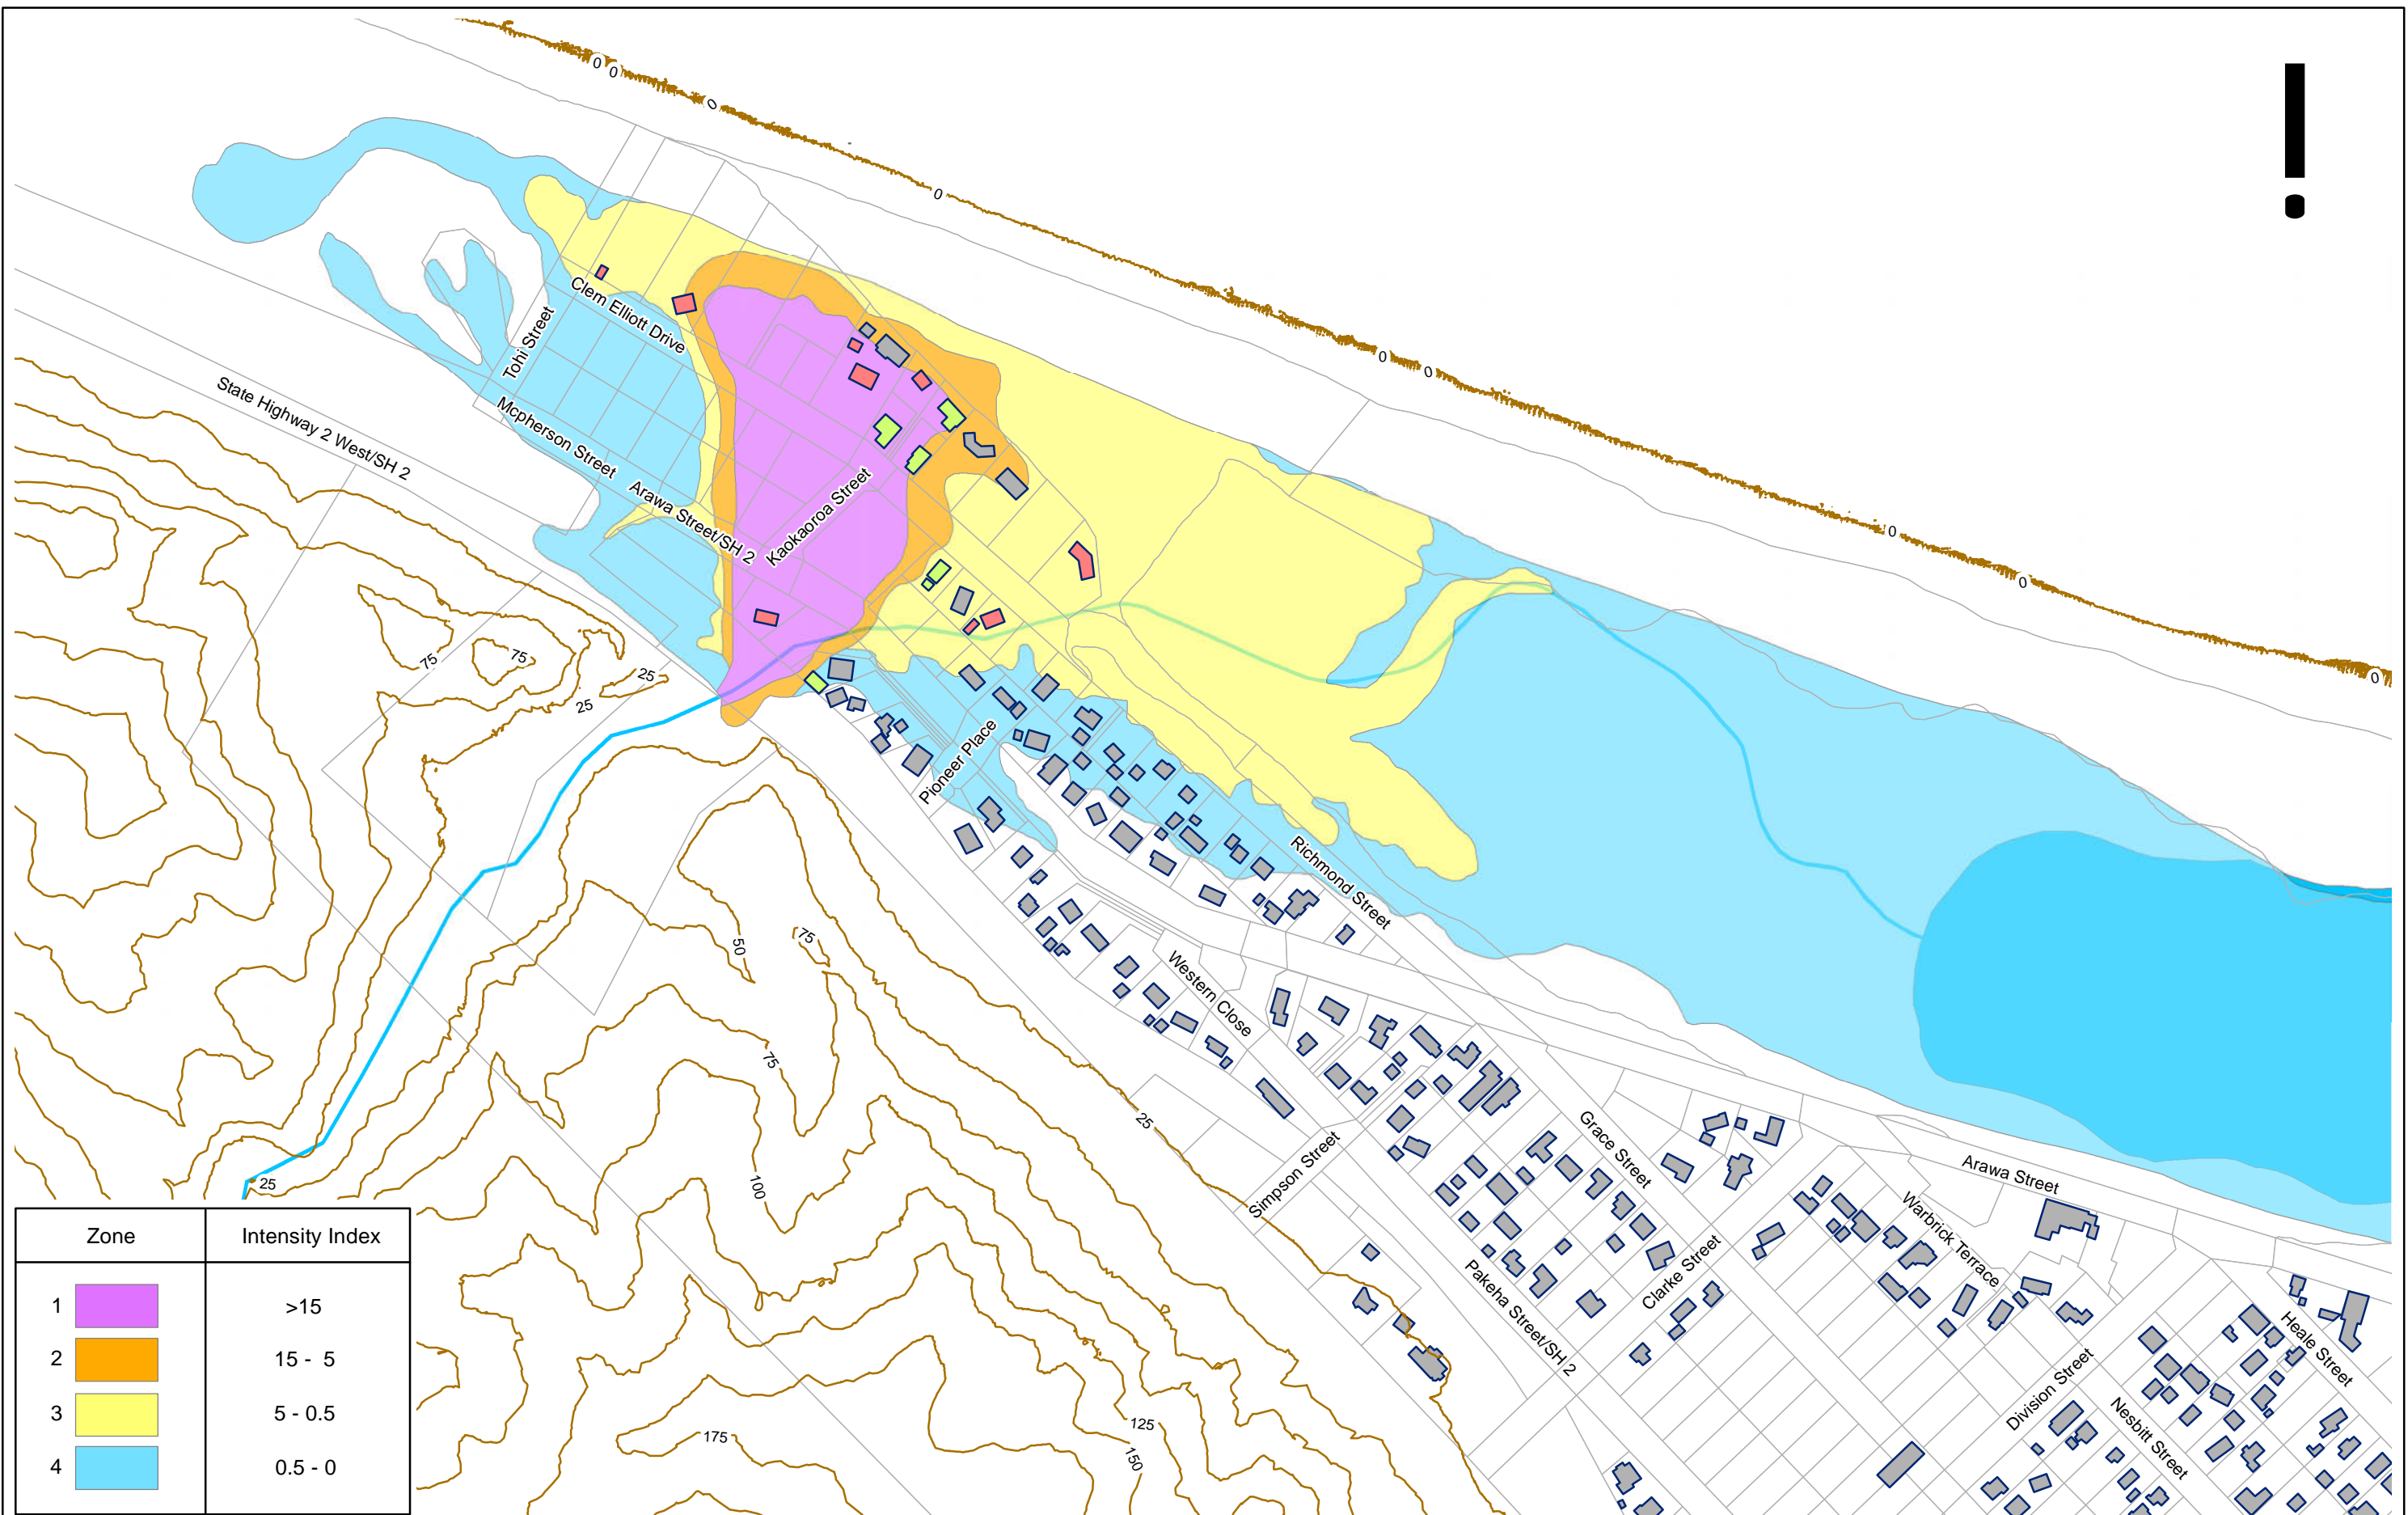 0 0
0
0
0
0
0
0
0
Clem Elliott Drive
Tohi Street
State Highway 2 West/SH 2
Mcpherson Street
Arawa Street/SH 2
Kaokaoroa Street
75
75
25
25
Pioneer Place
Richmond Street
50
75
Western Close
75
25
Grace Street
Simpson Street
Arawa Street
100
25
Warbrick Terrace
Clarke Street
Pakeha Street/SH 2
Heale Street
Division Street
Nesbitt Street
125
175
150
Zone Intensity Index
1 >15
2 15 - 5
3 5 - 0.5
4 0.5 - 0